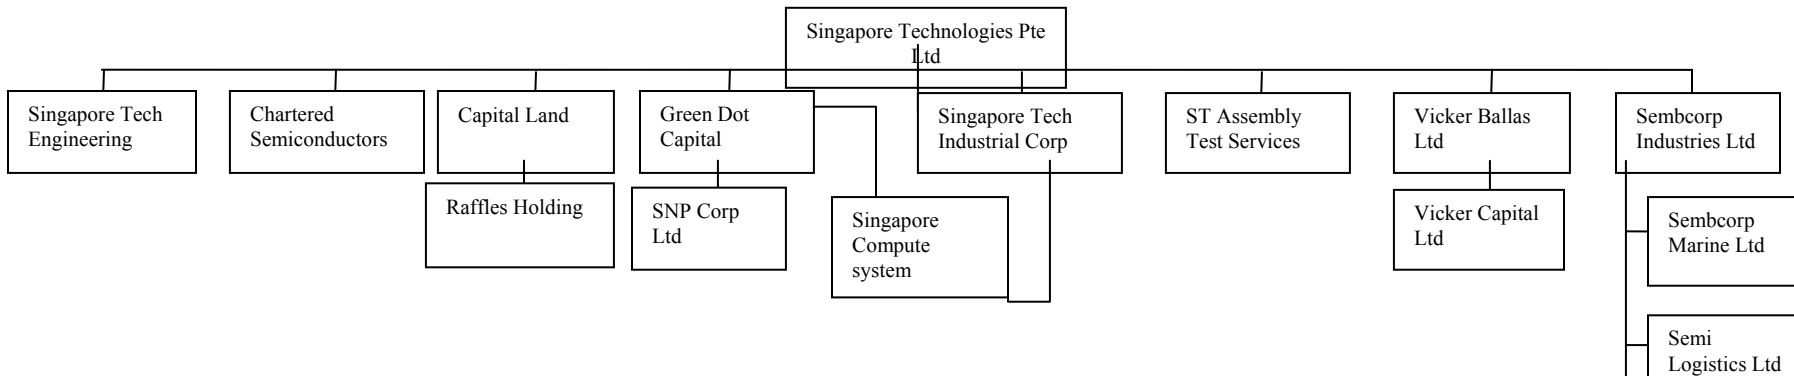 Singapore Technologies Pte
Ltd
Singapore Tech
Engineering
Chartered
Semiconductors
Capital Land
Green Dot
Capital
Singapore Tech
Industrial Corp
ST Assembly
Test Services
Vicker Ballas
Ltd
Sembcorp
Industries Ltd
Raffles Holding
SNP Corp
Ltd
Singapore
Compute
system
Vicker Capital
Ltd
Sembcorp
Marine Ltd
Semi
Logistics Ltd